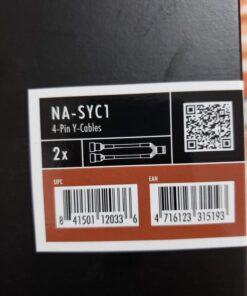 NA-SYC1
4-Pin Y-Cables
2x
UPC
EAN
8 41501 12033 6
4 716123 315193